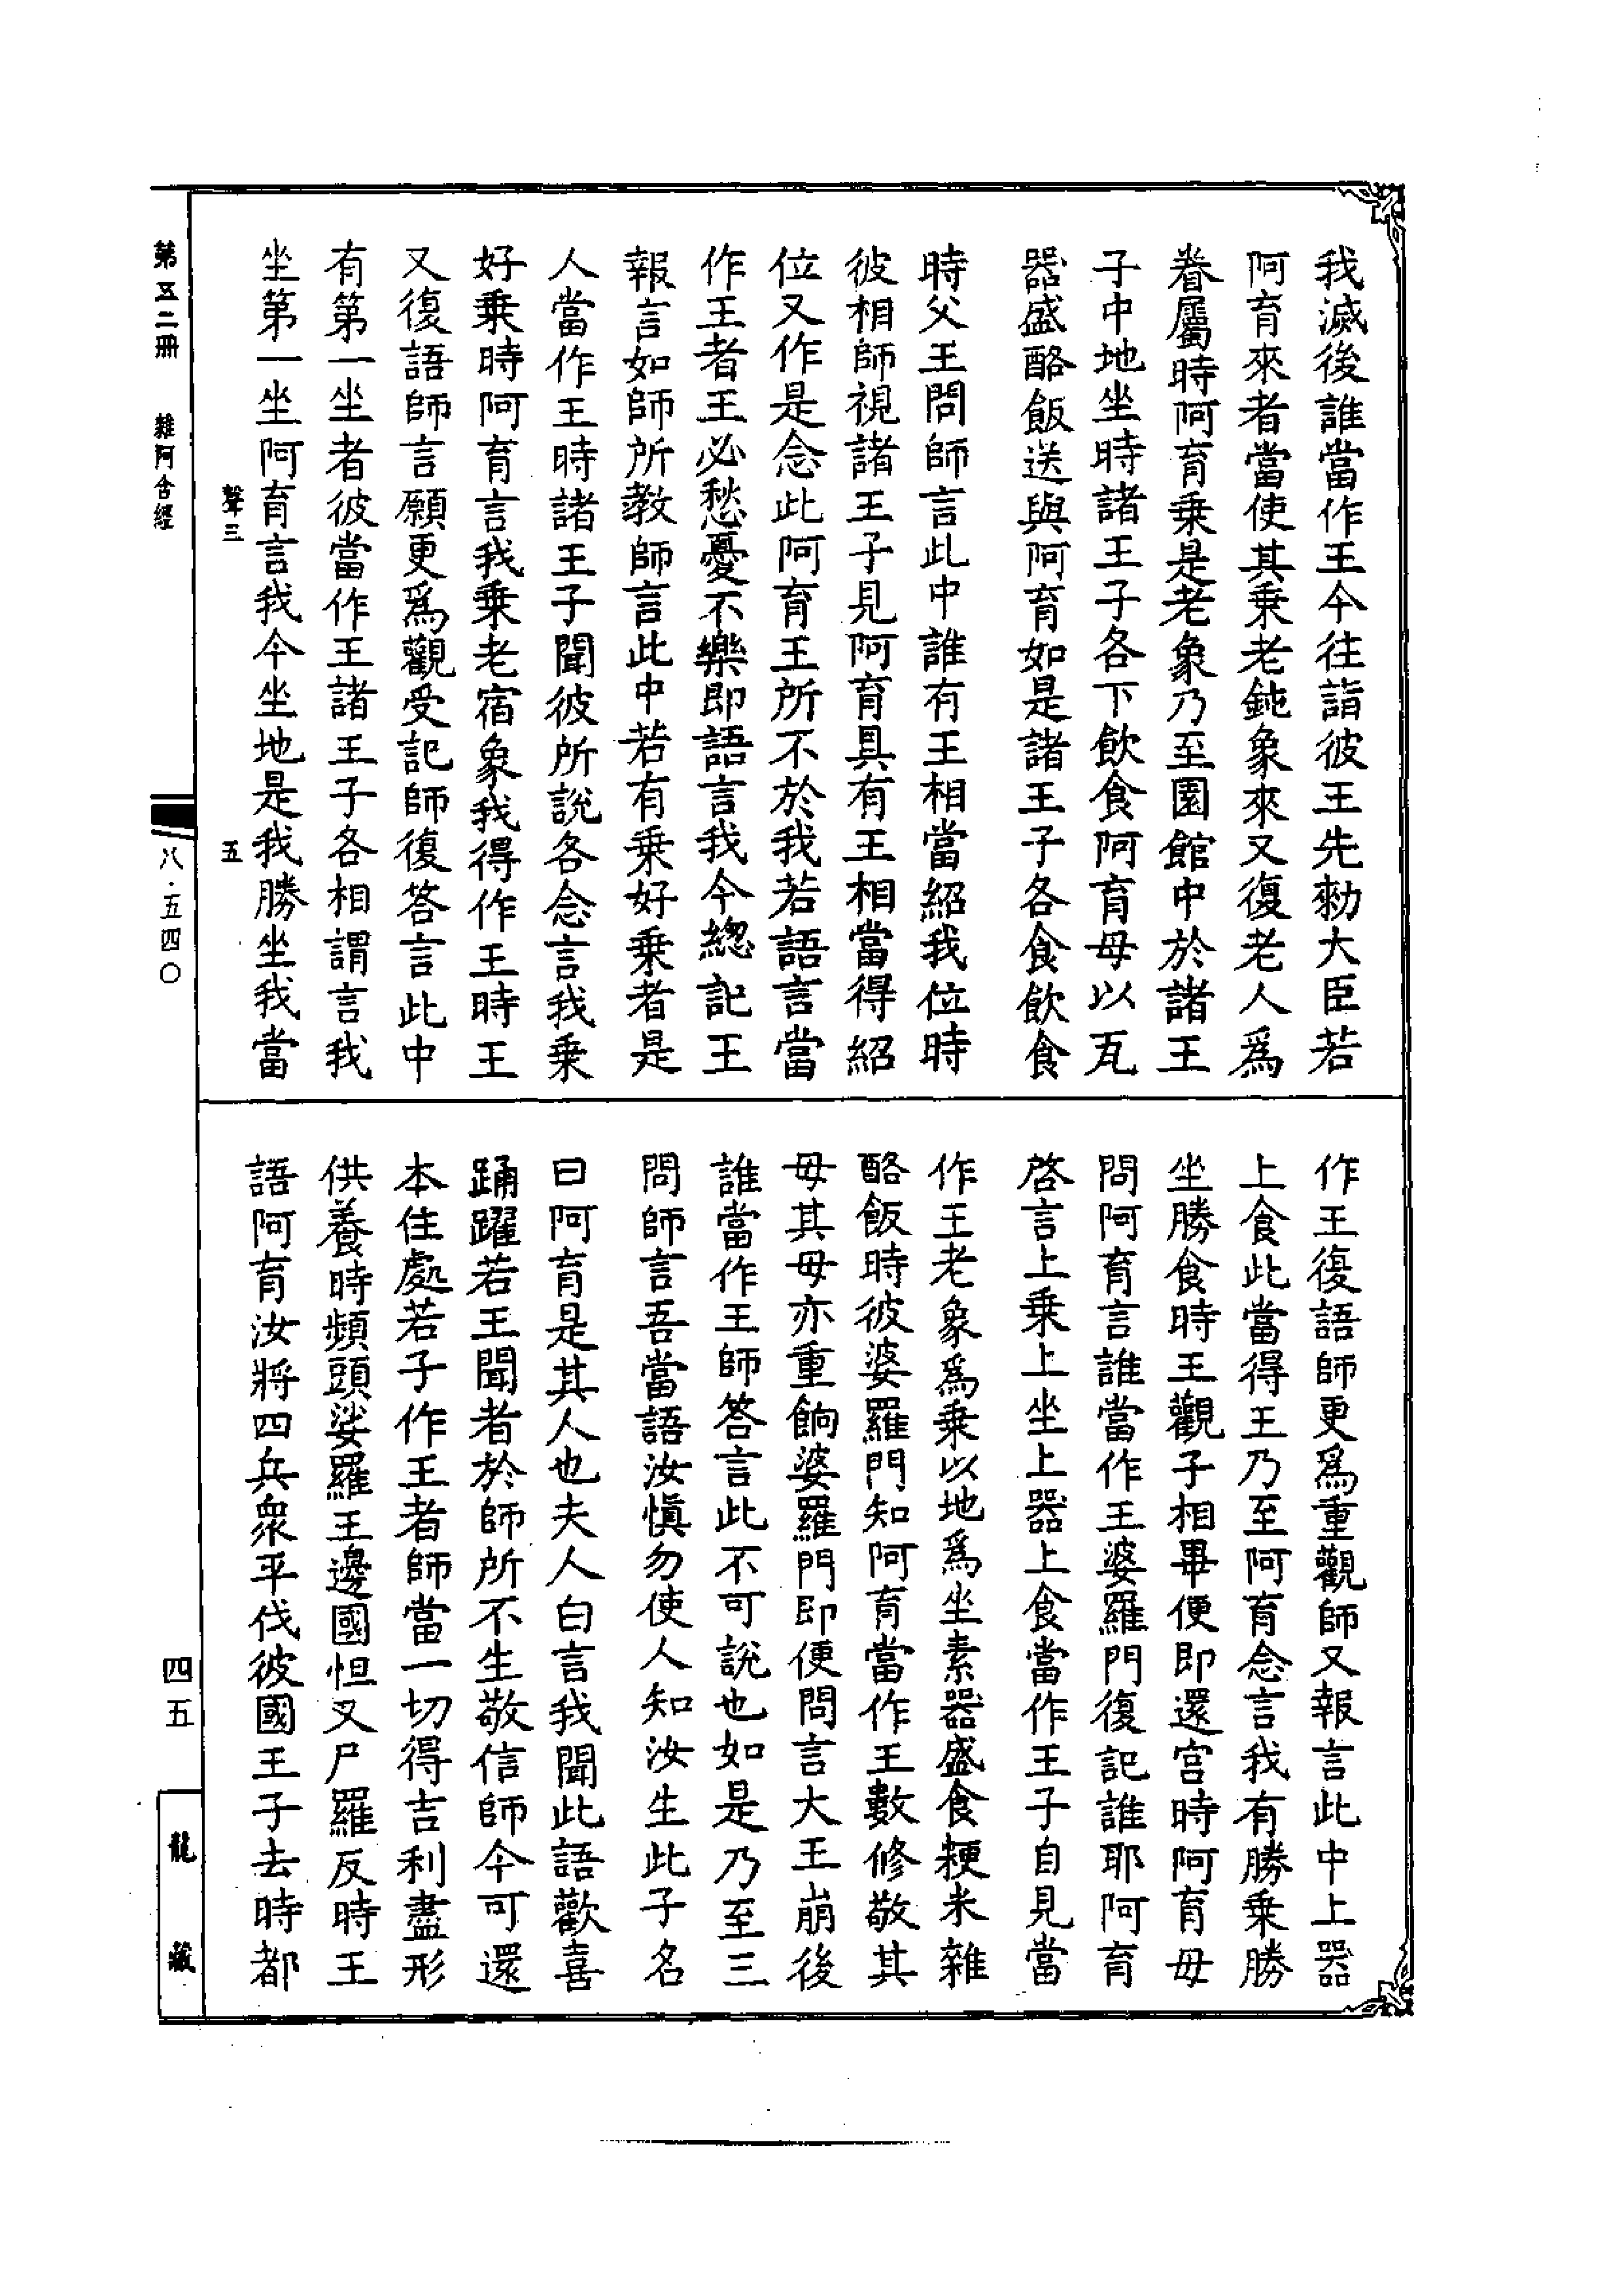 我滅後誰當作王今往詣彼王先勑大臣若
阿育來者當使其乗老鈍象來又復老人爲
眷屬時阿育乗是老象乃至園館中於諸王
子中地坐時諸王子各下飲食阿育母以瓦
器盛酪飯送與阿育如是諸王子各食飲食
時父王問師言此中誰有王相當紹我位時
彼相師視諸王子見阿育具有王相當得紹
位又作是念此阿育王所不於我若語言當
作王者王必愁憂不樂即語言我今總記王
報言如師所教師言此中若有乗好乗者是
人當作王時諸王子聞彼所說各念言我乗
好乗時阿育言我乗老宿象我得作王時王
又復語師言願更爲觀受記師復荅言此中
有第一坐者彼當作王諸王子各相謂言我
坐第一坐阿育言我今坐地是我勝坐我當
聲三 五
作王復語師更爲重觀師又報言此中上器
上食此當得王乃至阿育念言我有勝乗勝
坐勝食時王觀子相畢便即還宮時阿育母
問阿育言誰當作王婆羅門復記誰耶阿育
啓言上乗上坐上器上食當作王子自見當
作王老象爲乗以地爲坐素器盛食粳米雜
酪飯時彼婆羅門知阿育當作王數修敬其
母其母亦重餉婆羅門即便問言大王崩後
誰當作王師荅言此不可說也如是乃至三
問師言吾當語汝慎勿使人知汝生此子名
曰阿育是其人也夫人白言我聞此語歡喜
踊躍若王聞者於師所不生敬信師今可還
本住處若子作王者師當一切得吉利盡形
供養時頻頭娑羅王邊國怛叉尸羅反時王
語阿育汝將四兵衆平伐彼國王子去時都
第五二册 雜阿含經
八·五四〇
四五
龍藏